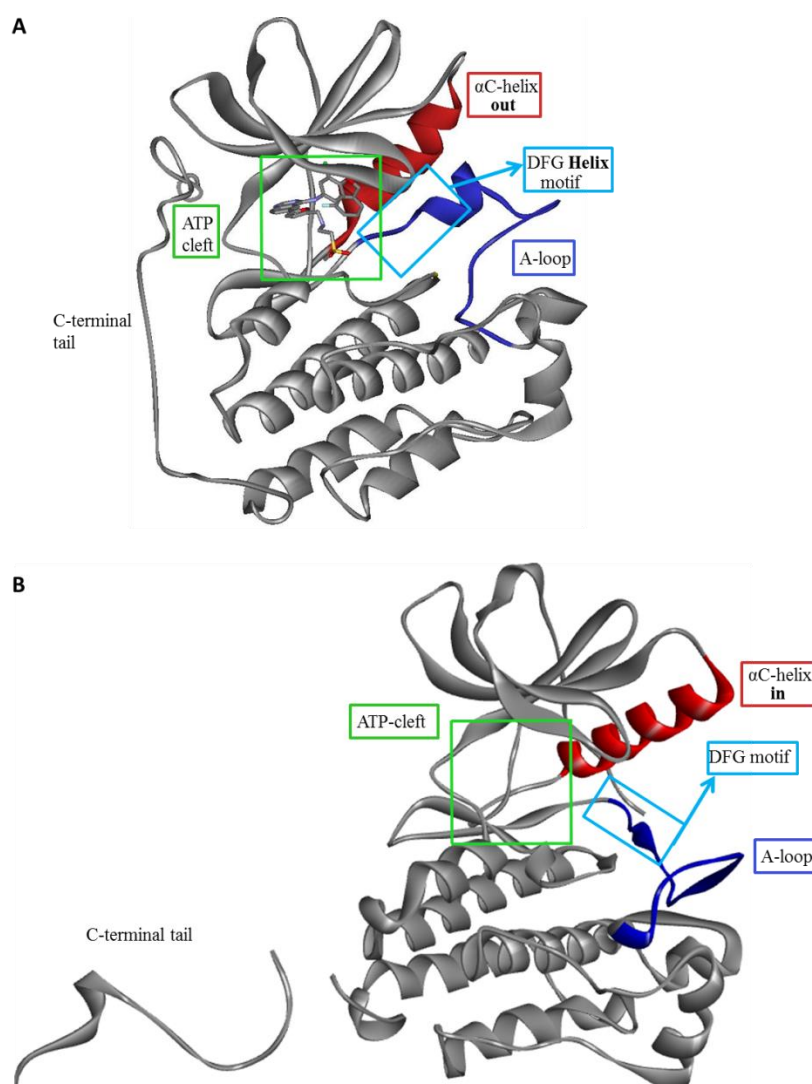 A
αC-helix
out
DFG Helix
motif
ATP
cleft
A-loop
C-terminal
tail
B
αC-helix
in
ATP-cleft
DFG motif
A-loop
C-terminal tail